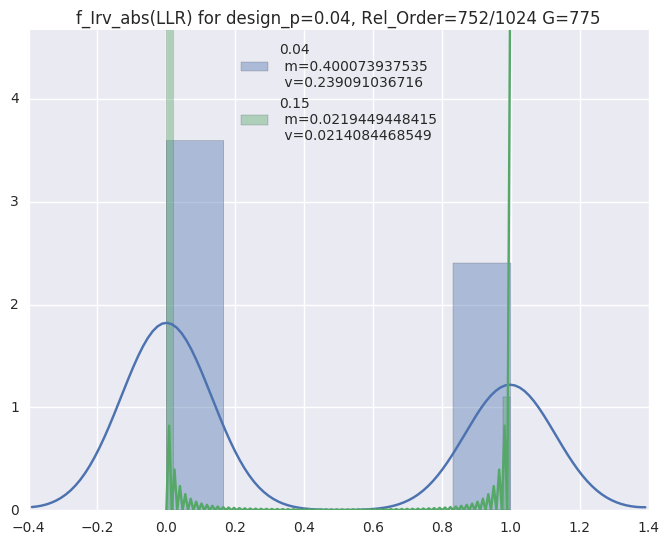 f_Irv_abs(LLR) for design_p=0.04, Rel_Order=752/1024 G=775
0.04
m=0.400073937535
v=0.239091036716
0.15
m=0.0219449448415
v=0.0214084468549
4
3
2
1
0
−0.4 −0.2 0.0 0.2 0.4 0.6 0.8 1.0 1.2 1.4